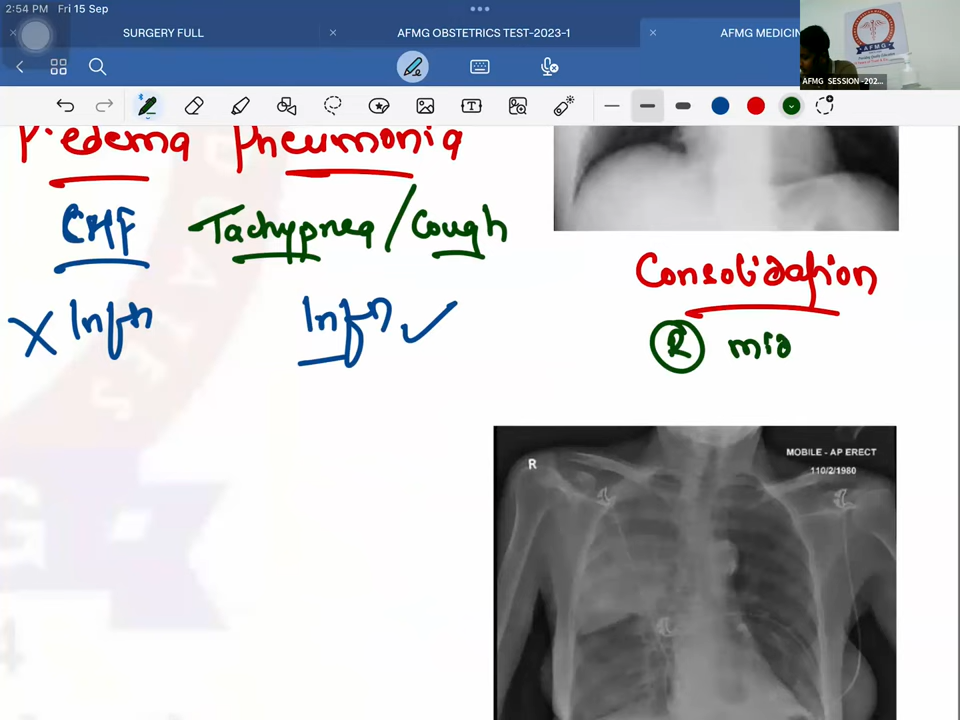 2:54 PM Fri 15 Sep
SURGERY FULL
AFMG OBSTETRICS TEST-2023-1
AFMG MEDICIN
AFMG
AFMG SESSION -202...
P. edema Pneumonia
CHF Tachypnea / Cough
X Infn Infn ✓
Consolidation
R mid
R
MOBILE - AP ERECT
110/2/1980